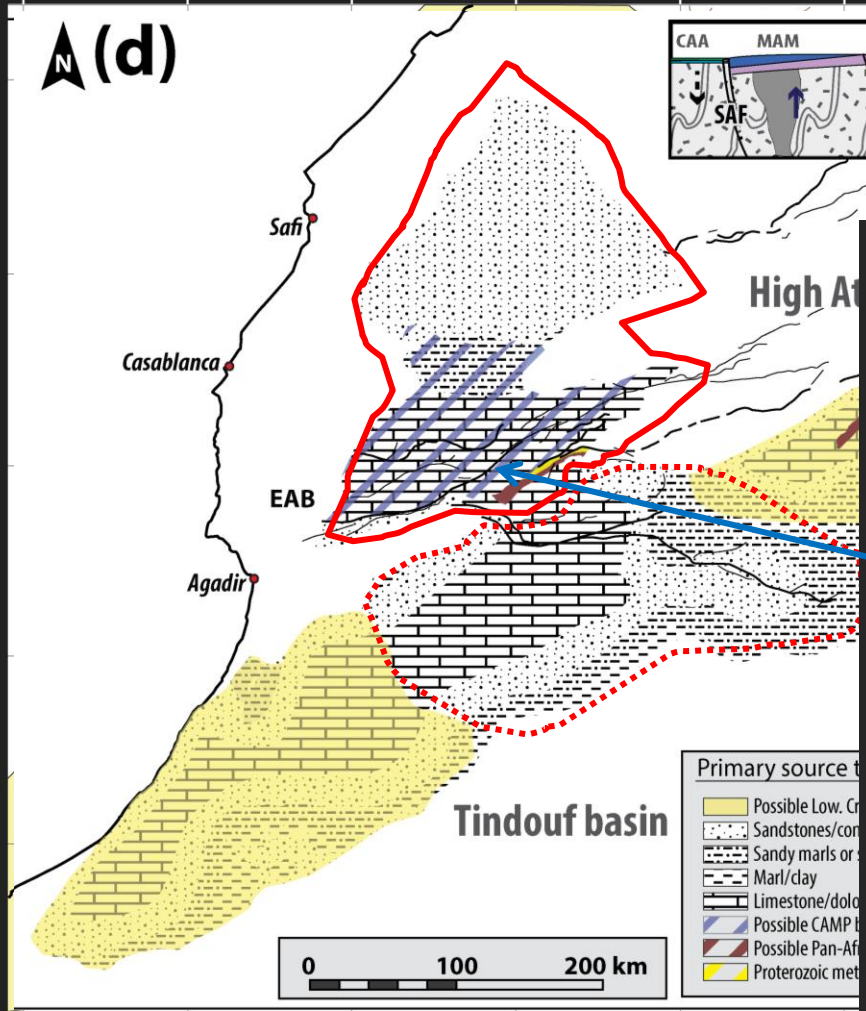 N (d)
CAA MAM
SAF
Safi
High At
Casablanca
EAB
Agadir
Tindouf basin
Primary source t
Possible Low. Cr
Sandstones/con
Sandy marls or s
Marl/clay
Limestone/dolo
Possible CAMP b
Possible Pan-Afr
Proterozoic met
0 100 200 km